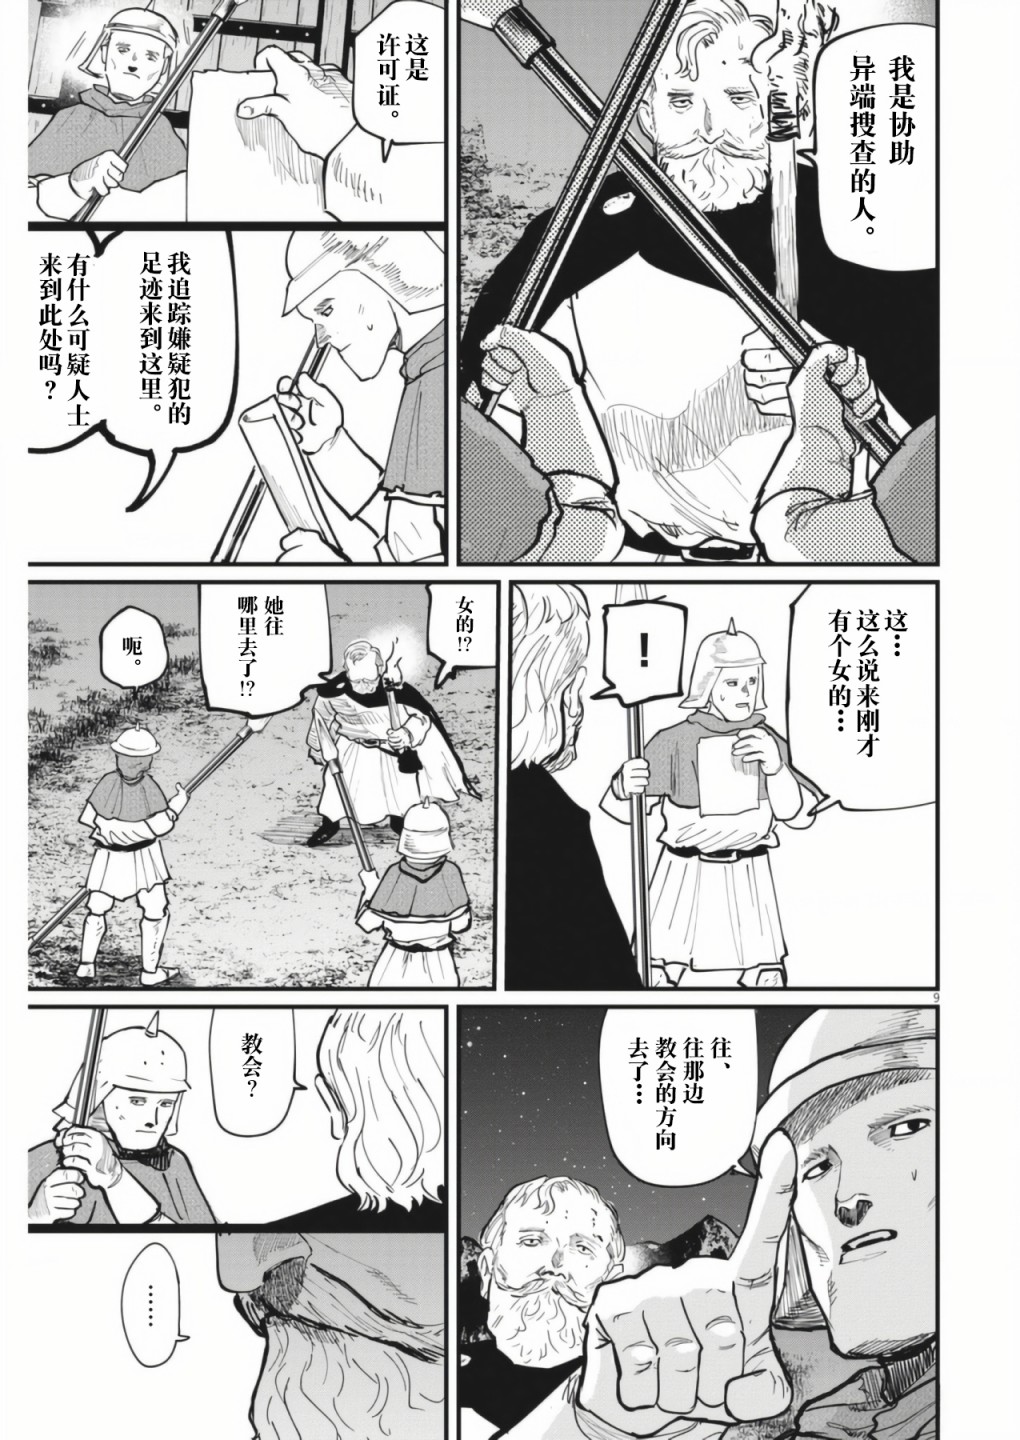 我是协助
异端搜查的人。
这是
许可证。
我追踪嫌疑犯的
足迹来到这里。
有什么可疑人士
来到此处吗？
这…
这么说来刚才
有个女的…
！
女的!?
她往
哪里去了!?
呃。
9
往、
往那边
教会的方向
去了…
教会？
……